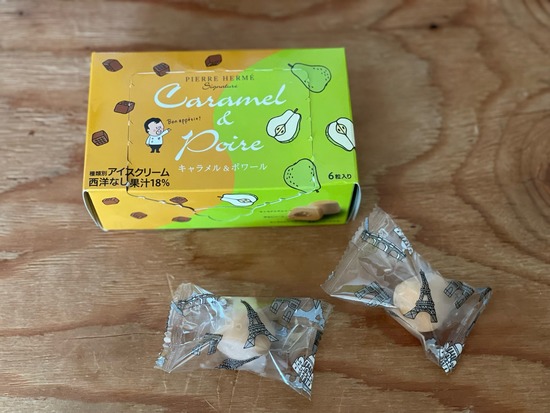 PIERRE HERMÉ
Signature
Caramel
&
Poire
Bon appétit!
キャラメル&ポワール
種類別 アイスクリーム
西洋なし果汁18%
6粒入り